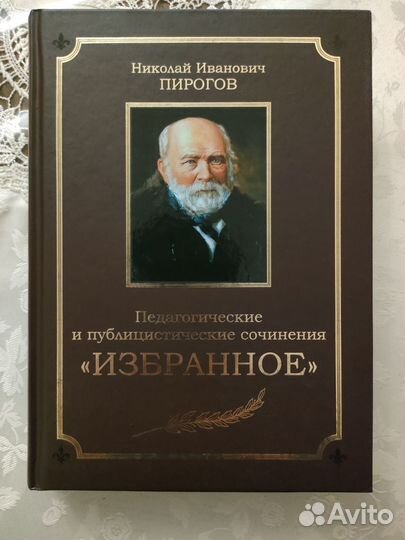 Николай Иванович
ПИРОГОВ
Педагогические
и публицистические сочинения
«ИЗБРАННОЕ»
Avito